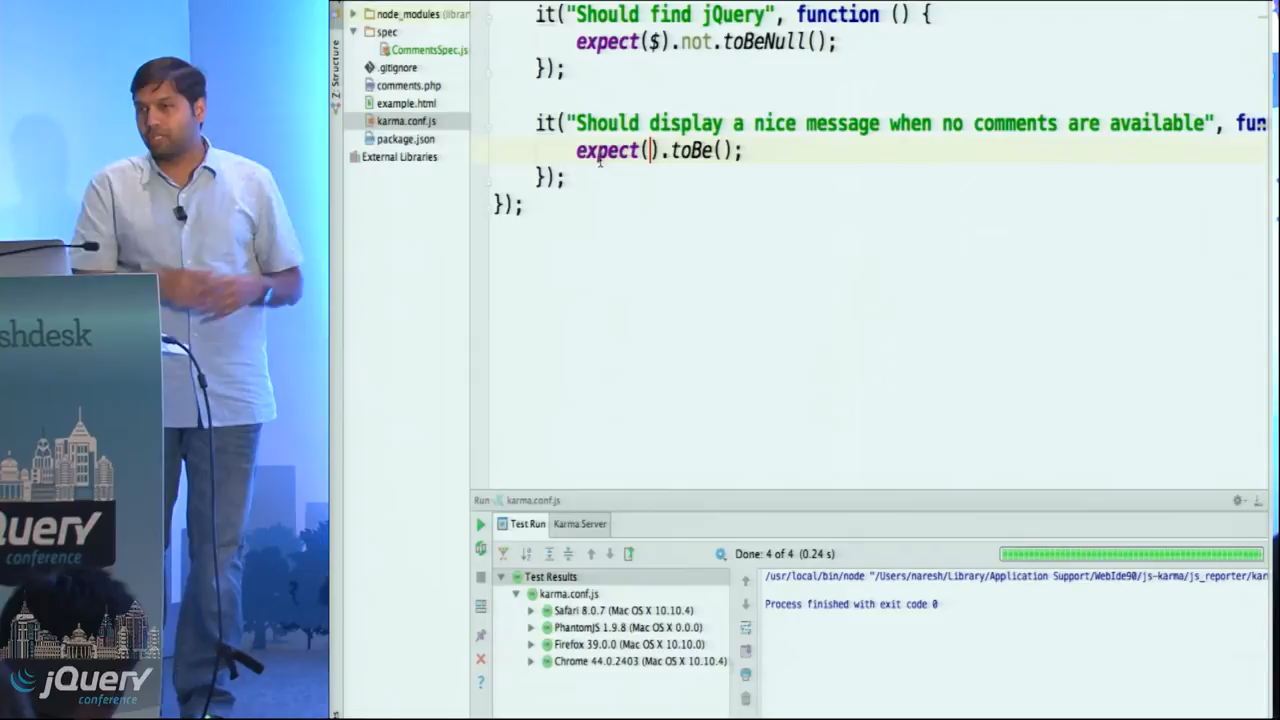 shdesk
Query
conference
jQuery
conference
Z: Structure
node_modules (librar
spec
CommentsSpec.js
.gitignore
comments.php
example.html
karma.conf.js
package.json
External Libraries
it("Should find jQuery", function () {
expect($).not.toBeNull();
});
it("Should display a nice message when no comments are available", fun
expect().toBe();
});
});
Run karma.conf.js
Test Run Karma Server
Done: 4 of 4 (0.24 s)
Test Results
karma.conf.js
Safari 8.0.7 (Mac OS X 10.10.4)
PhantomJS 1.9.8 (Mac OS X 0.0.0)
Firefox 39.0.0 (Mac OS X 10.10.0)
Chrome 44.0.2403 (Mac OS X 10.10.4)
/usr/local/bin/node "/Users/naresh/Library/Application Support/WebIde90/js-karma/js_reporter/kar
Process finished with exit code 0